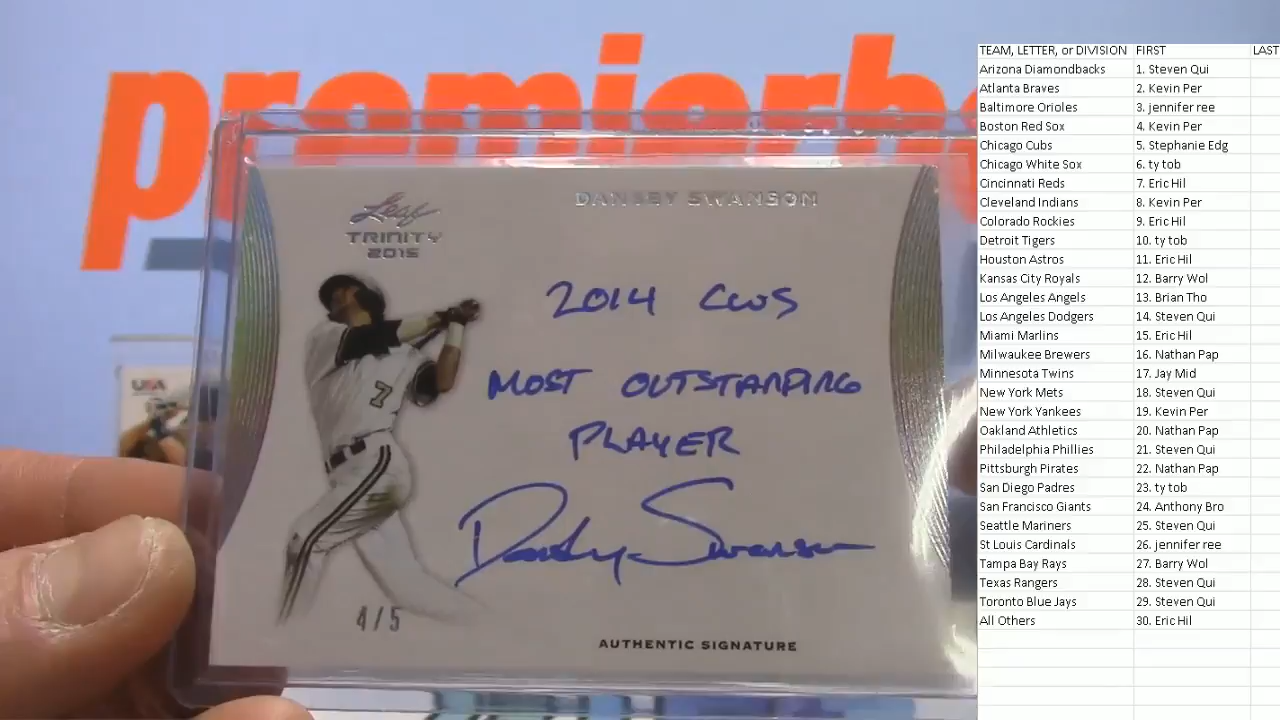 premierb
Leaf
TRINITY
2015
DANSBY SWANSON
2014 CWS
MOST OUTSTANDING
PLAYER
Dansby Swanson
7
4/5
AUTHENTIC SIGNATURE
USA
TEAM, LETTER, or DIVISION FIRST LAST
Arizona Diamondbacks 1. Steven Qui
Atlanta Braves 2. Kevin Per
Baltimore Orioles 3. jennifer ree
Boston Red Sox 4. Kevin Per
Chicago Cubs 5. Stephanie Edg
Chicago White Sox 6. ty tob
Cincinnati Reds 7. Eric Hil
Cleveland Indians 8. Kevin Per
Colorado Rockies 9. Eric Hil
Detroit Tigers 10. ty tob
Houston Astros 11. Eric Hil
Kansas City Royals 12. Barry Wol
Los Angeles Angels 13. Brian Tho
Los Angeles Dodgers 14. Steven Qui
Miami Marlins 15. Eric Hil
Milwaukee Brewers 16. Nathan Pap
Minnesota Twins 17. Jay Mid
New York Mets 18. Steven Qui
New York Yankees 19. Kevin Per
Oakland Athletics 20. Nathan Pap
Philadelphia Phillies 21. Steven Qui
Pittsburgh Pirates 22. Nathan Pap
San Diego Padres 23. ty tob
San Francisco Giants 24. Anthony Bro
Seattle Mariners 25. Steven Qui
St Louis Cardinals 26. jennifer ree
Tampa Bay Rays 27. Barry Wol
Texas Rangers 28. Steven Qui
Toronto Blue Jays 29. Steven Qui
All Others 30. Eric Hil